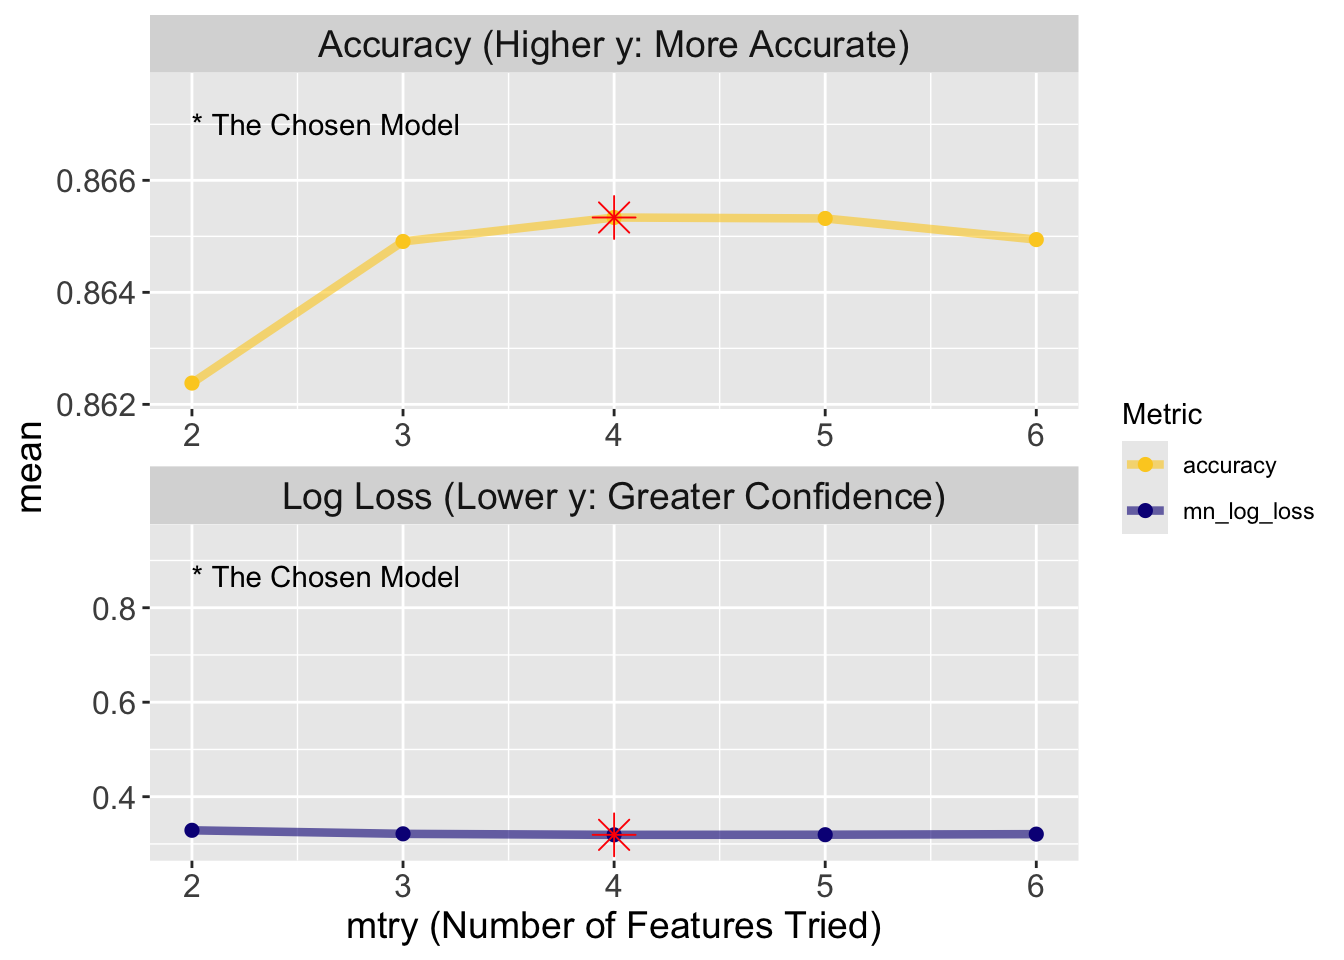 Accuracy (Higher y: More Accurate)
* The Chosen Model
0.866
0.864
0.862
2 3 4 5 6
mean
Log Loss (Lower y: Greater Confidence)
* The Chosen Model
0.8
0.6
0.4
2 3 4 5 6
mtry (Number of Features Tried)
Metric
accuracy
mn_log_loss